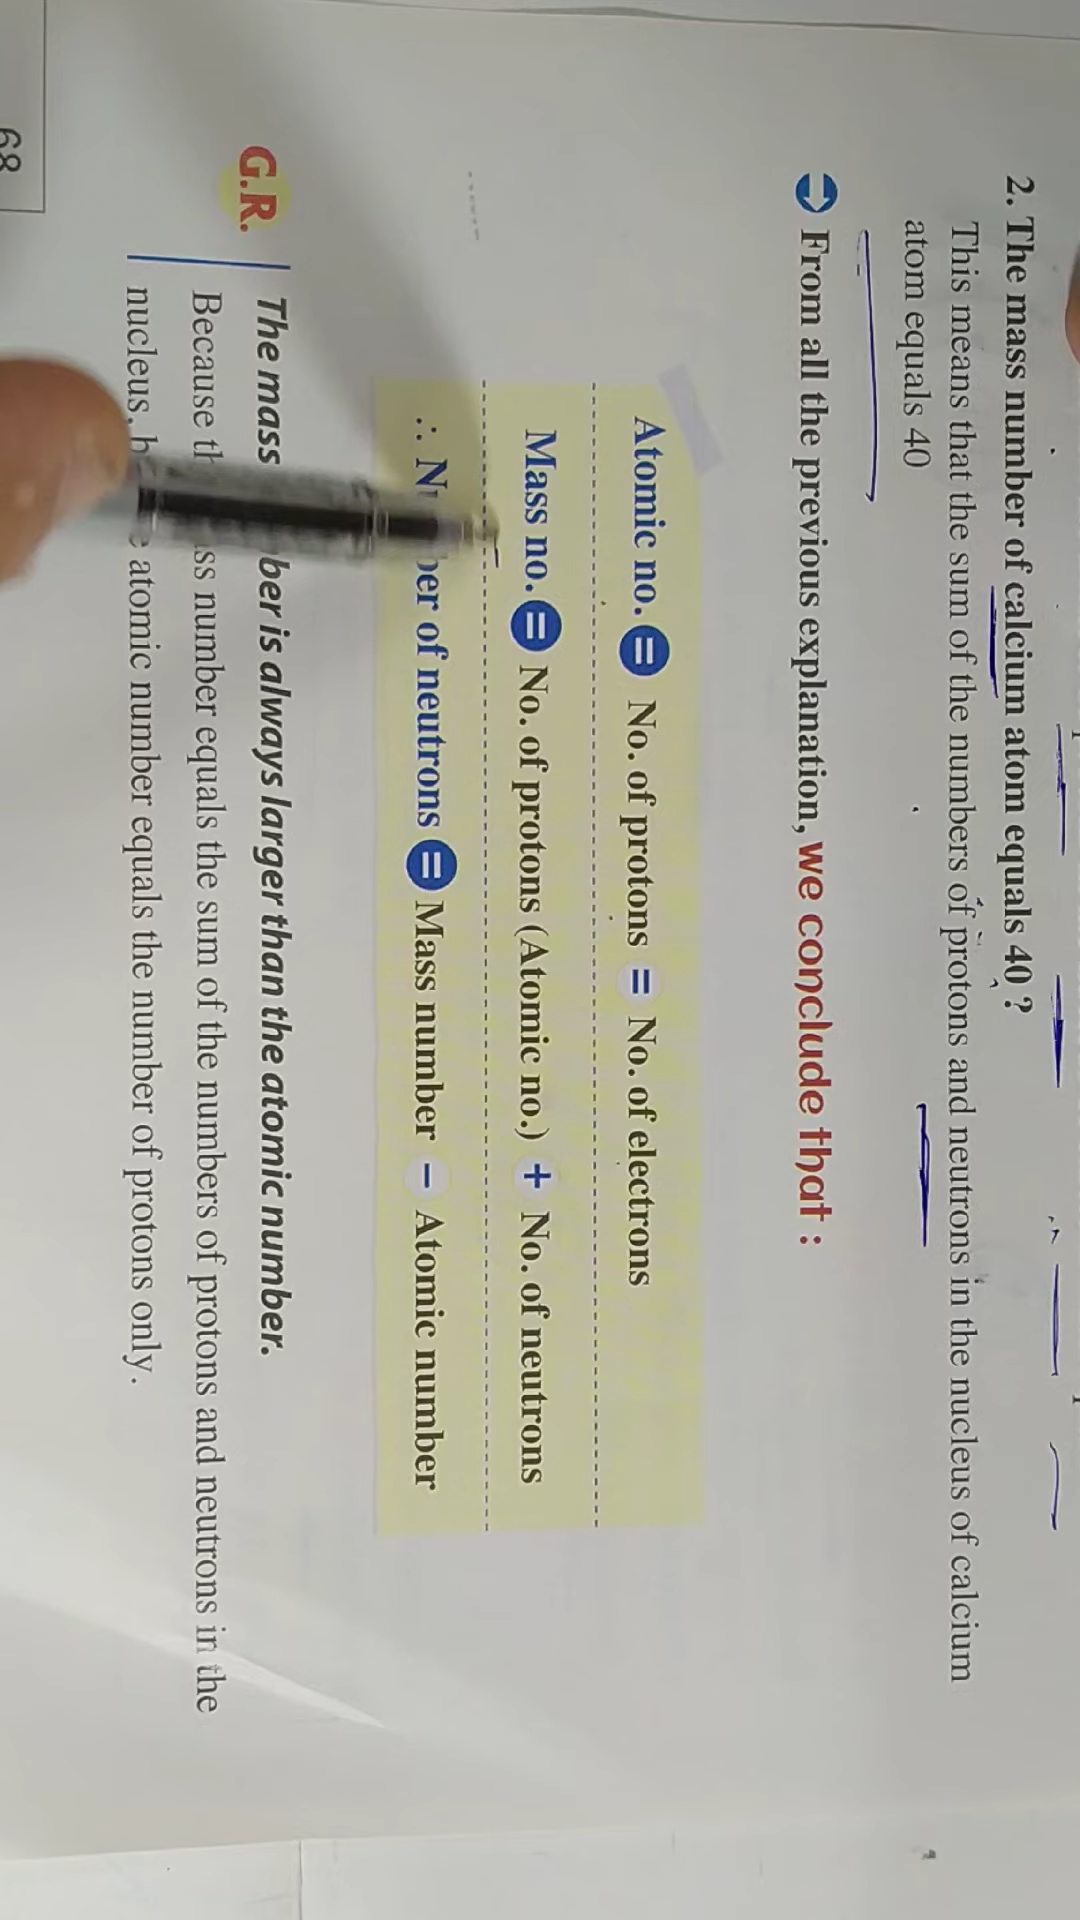 2. The mass number of calcium atom equals 40 ?
This means that the sum of the numbers of protons and neutrons in the nucleus of calcium
atom equals 40
From all the previous explanation, we conclude that :
Atomic no. = No. of protons = No. of electrons
Mass no. = No. of protons (Atomic no.) + No. of neutrons
∴ of neutrons = Mass number − Atomic number
G.R. The mass is always larger than the atomic number.
Because number equals the sum of the numbers of protons and neutrons in the
nucleus, atomic number equals the number of protons only.
68